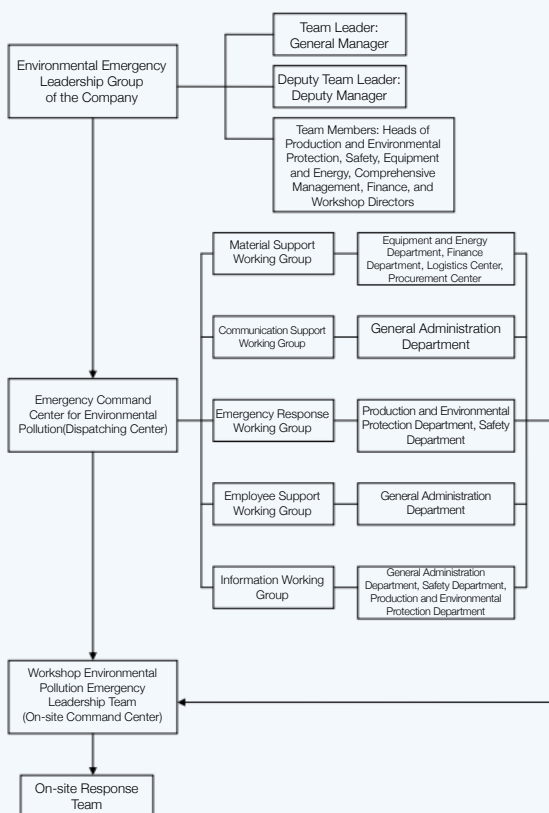 Team Leader:
General Manager
Environmental Emergency
Leadership Group
of the Company
Deputy Team Leader:
Deputy Manager
Team Members: Heads of
Production and Environmental
Protection, Safety, Equipment
and Energy, Comprehensive
Management, Finance, and
Workshop Directors
Material Support
Working Group
Equipment and Energy
Department, Finance
Department, Logistics Center,
Procurement Center
Communication Support
Working Group
General Administration
Department
Emergency Command
Center for Environmental
Pollution(Dispatching Center)
Emergency Response
Working Group
Production and Environmental
Protection Department, Safety
Department
Employee Support
Working Group
General Administration
Department
Information Working
Group
General Administration
Department, Safety Department,
Production and Environmental
Protection Department
Workshop Environmental
Pollution Emergency
Leadership Team
(On-site Command Center)
On-site Response
Team